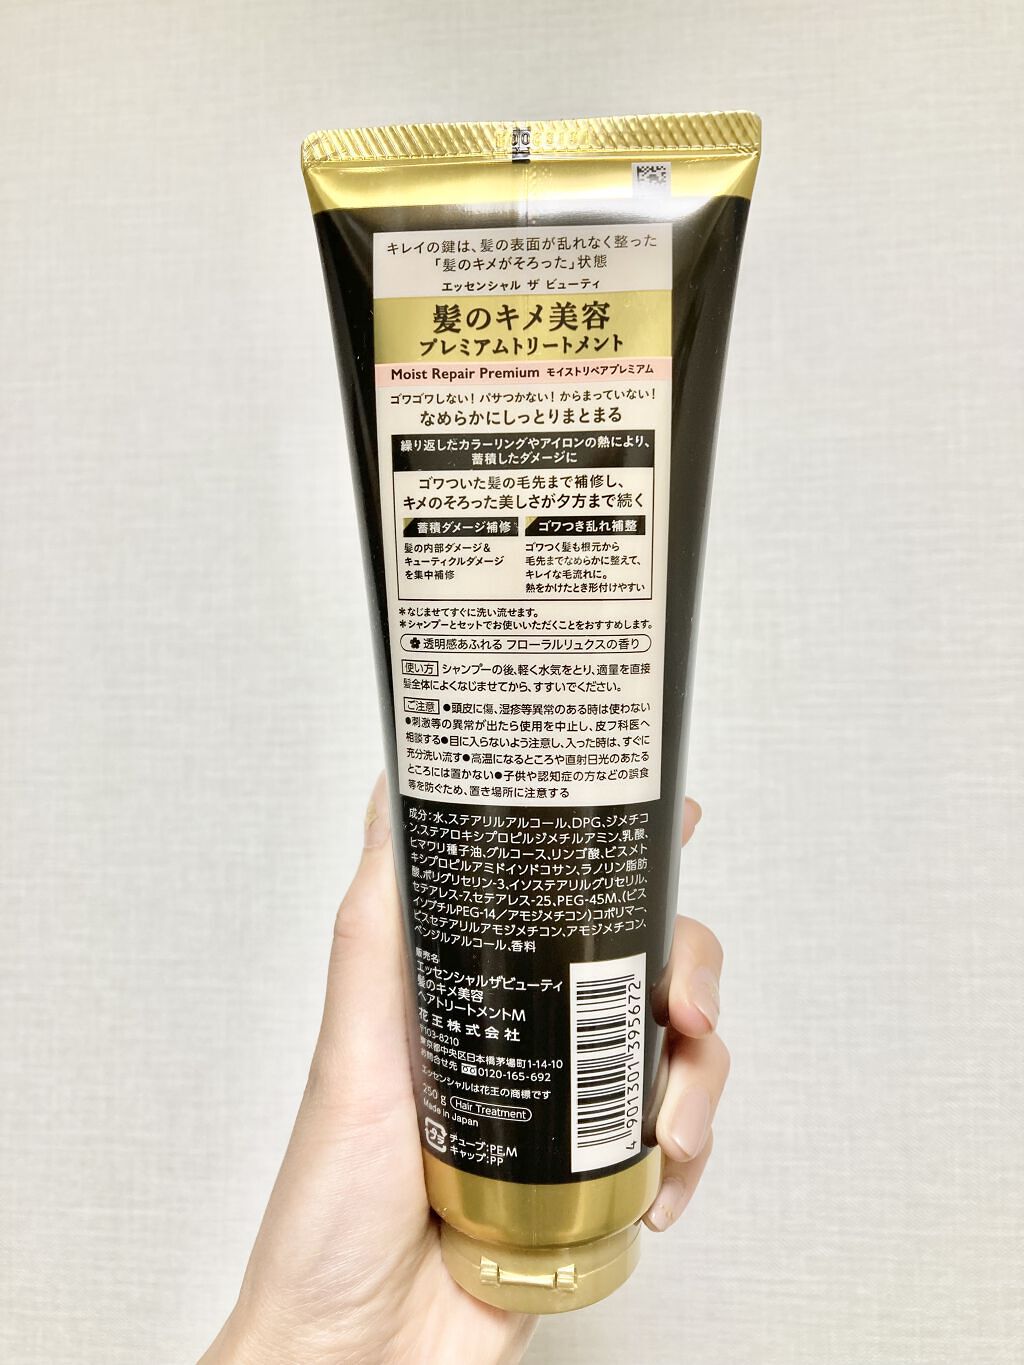 キレイの鍵は、髪の表面が乱れなく整った
「髪のキメがそろった」状態
エッセンシャル ザ ビューティ
髪のキメ美容
プレミアムトリートメント
Moist Repair Premium モイストリペアプレミアム
ゴワゴワしない！パサつかない！からまっていない！
なめらかにしっとりまとまる
繰り返したカラーリングやアイロンの熱により、
蓄積したダメージに
ゴワついた髪の毛先まで補修し、
キメのそろった美しさが夕方まで続く
蓄積ダメージ補修
髪の内部ダメージ＆
キューティクルダメージ
を集中補修
ゴワつき乱れ補整
ゴワつく髪も根元から
毛先までなめらかに整えて、
キレイな毛流れに。
熱をかけたとき形付けやすい
＊なじませてすぐに洗い流せます。
＊シャンプーとセットでお使いいただくことをおすすめします。
透明感あふれる フローラルリュクスの香り
使い方 シャンプーの後、軽く水気をとり、適量を直接
髪全体によくなじませてから、すすいでください。
ご注意 ●頭皮に傷、湿疹等異常のある時は使わない
●刺激等の異常が出たら使用を中止し、皮フ科医へ
相談する●目に入らないよう注意し、入った時は、すぐに
充分洗い流す●高温になるところや直射日光のあたる
ところには置かない●子供や認知症の方などの誤食
等を防ぐため、置き場所に注意する
成分：水、ステアリルアルコール、DPG、ジメチコ
ン、ステアロキシプロピルジメチルアミン、乳酸、
ヒマワリ種子油、グルコース、リンゴ酸、ビスメト
キシプロピルアミドイソドコサン、ラノリン脂肪
酸、ポリグリセリン-3、イソステアリルグリセリル、
セテアレス-7、セテアレス-25、PEG-45M、(ビス
イソブチルPEG-14／アモジメチコン)コポリマー、
ビスセテアリルアモジメチコン、アモジメチコン、
ベンジルアルコール、香料
販売名
エッセンシャルザビューティ
髪のキメ美容
ヘアトリートメントM
花王株式会社
〒103-8210
東京都中央区日本橋茅場町1-14-10
お問合せ先 0120-165-692
エッセンシャルは花王の商標です
250 g Hair Treatment
Made in Japan
プラ チューブ:PE,M
キャップ:PP
4 901301 395672